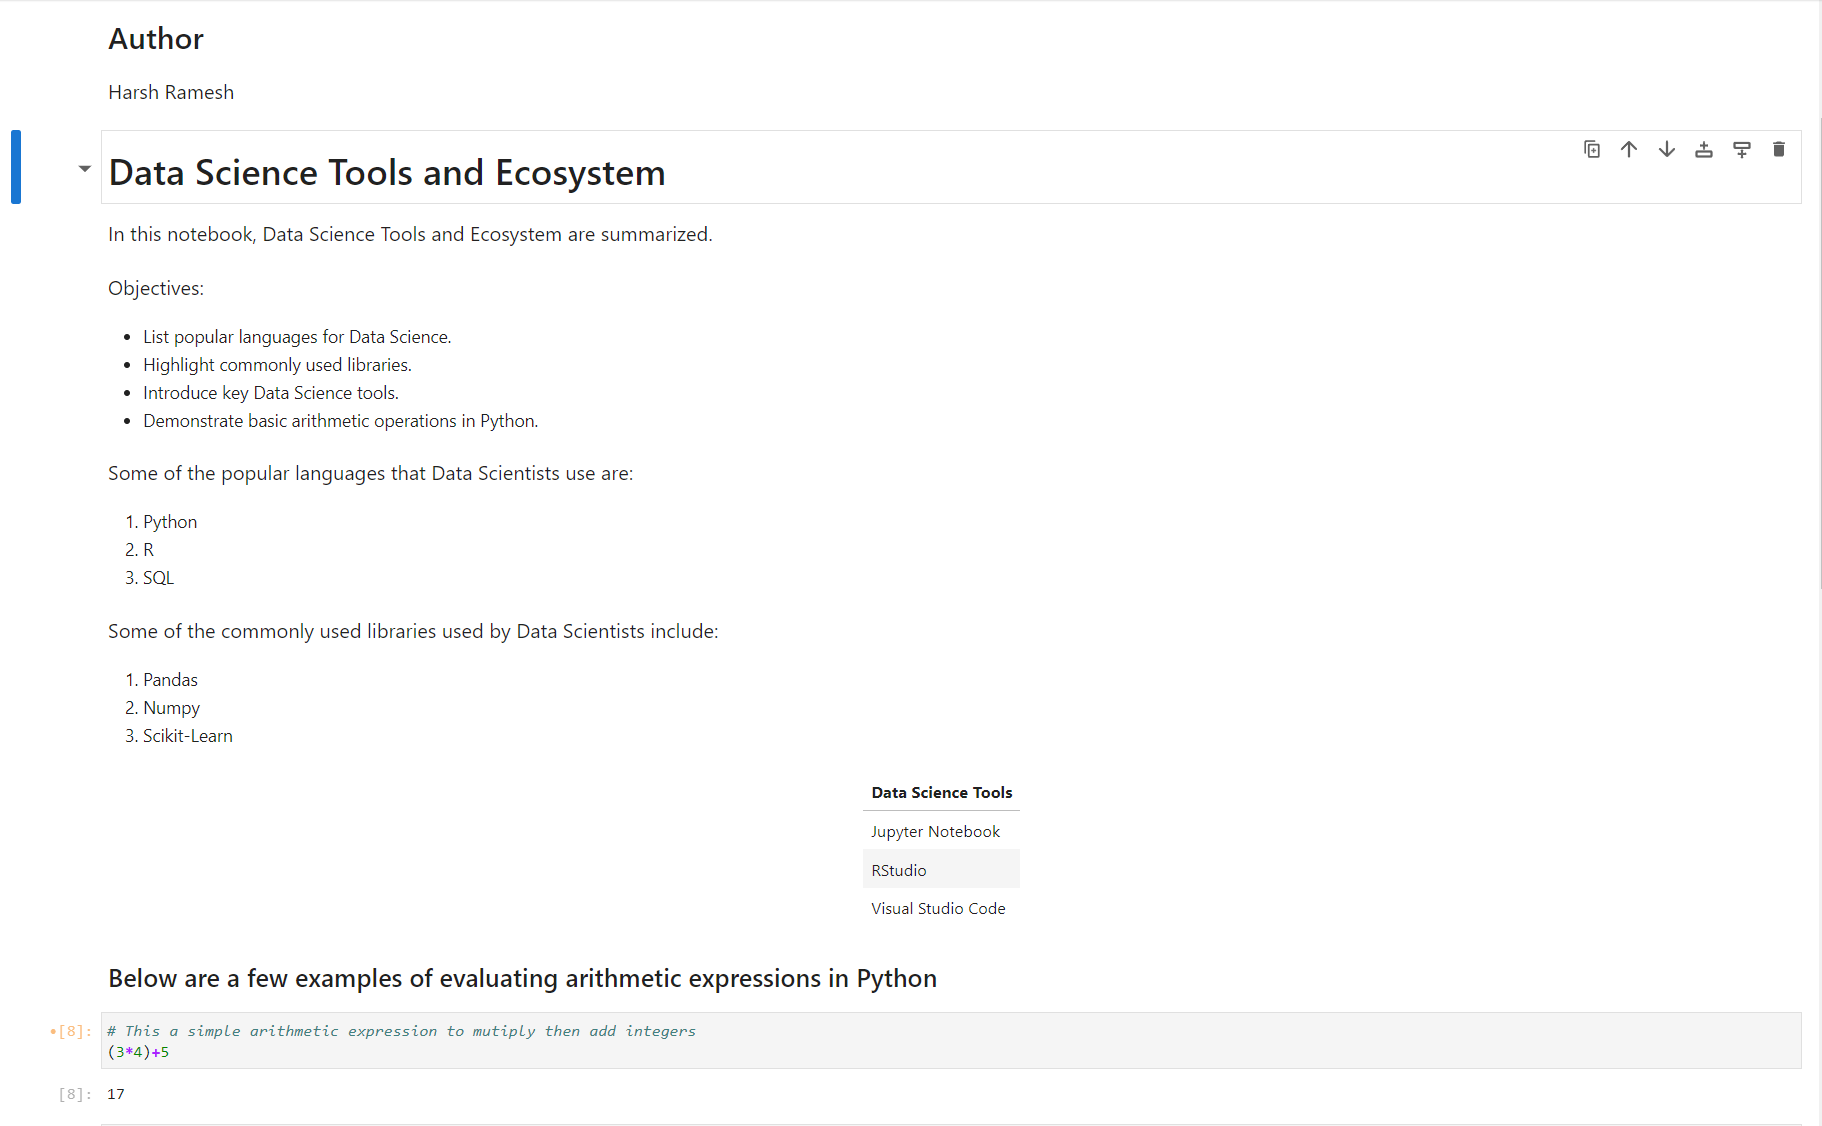 Author
Harsh Ramesh
Data Science Tools and Ecosystem
In this notebook, Data Science Tools and Ecosystem are summarized.
Objectives:
• List popular languages for Data Science.
• Highlight commonly used libraries.
• Introduce key Data Science tools.
• Demonstrate basic arithmetic operations in Python.
Some of the popular languages that Data Scientists use are:
1. Python
2. R
3. SQL
Some of the commonly used libraries used by Data Scientists include:
1. Pandas
2. Numpy
3. Scikit-Learn
Data Science Tools
Jupyter Notebook
RStudio
Visual Studio Code
Below are a few examples of evaluating arithmetic expressions in Python
•[8]: # This a simple arithmetic expression to mutiply then add integers
(3*4)+5
[8]: 17